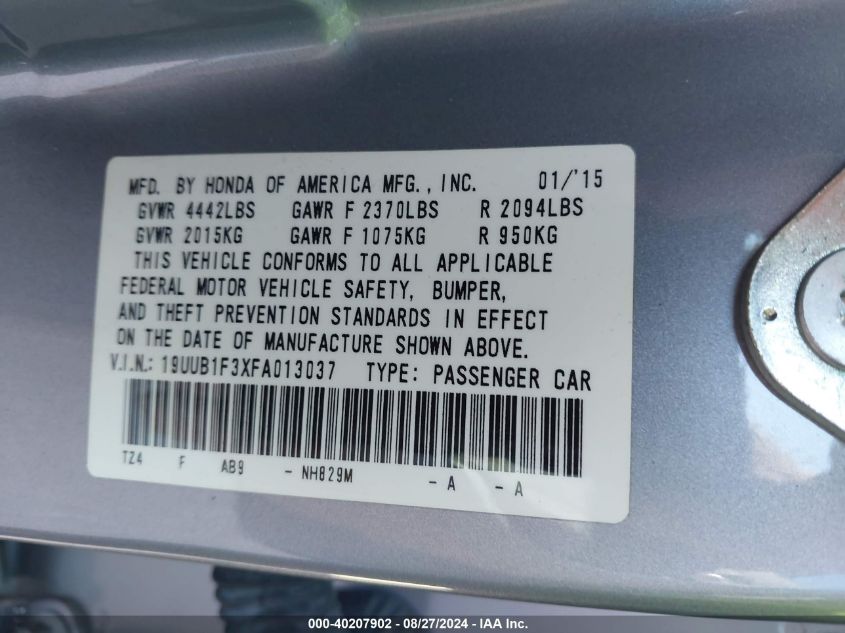 MFD. BY HONDA OF AMERICA MFG., INC. 01/'15
GVWR 4442LBS GAWR F 2370LBS R 2094LBS
GVWR 2015KG GAWR F 1075KG R 950KG
THIS VEHICLE CONFORMS TO ALL APPLICABLE
FEDERAL MOTOR VEHICLE SAFETY, BUMPER,
AND THEFT PREVENTION STANDARDS IN EFFECT
ON THE DATE OF MANUFACTURE SHOWN ABOVE.
V.I.N.: 19UUB1F3XFA013037 TYPE: PASSENGER CAR
TZ4 F AB9 - NH829M - A - A
000-40207902 - 08/27/2024 - IAA Inc.